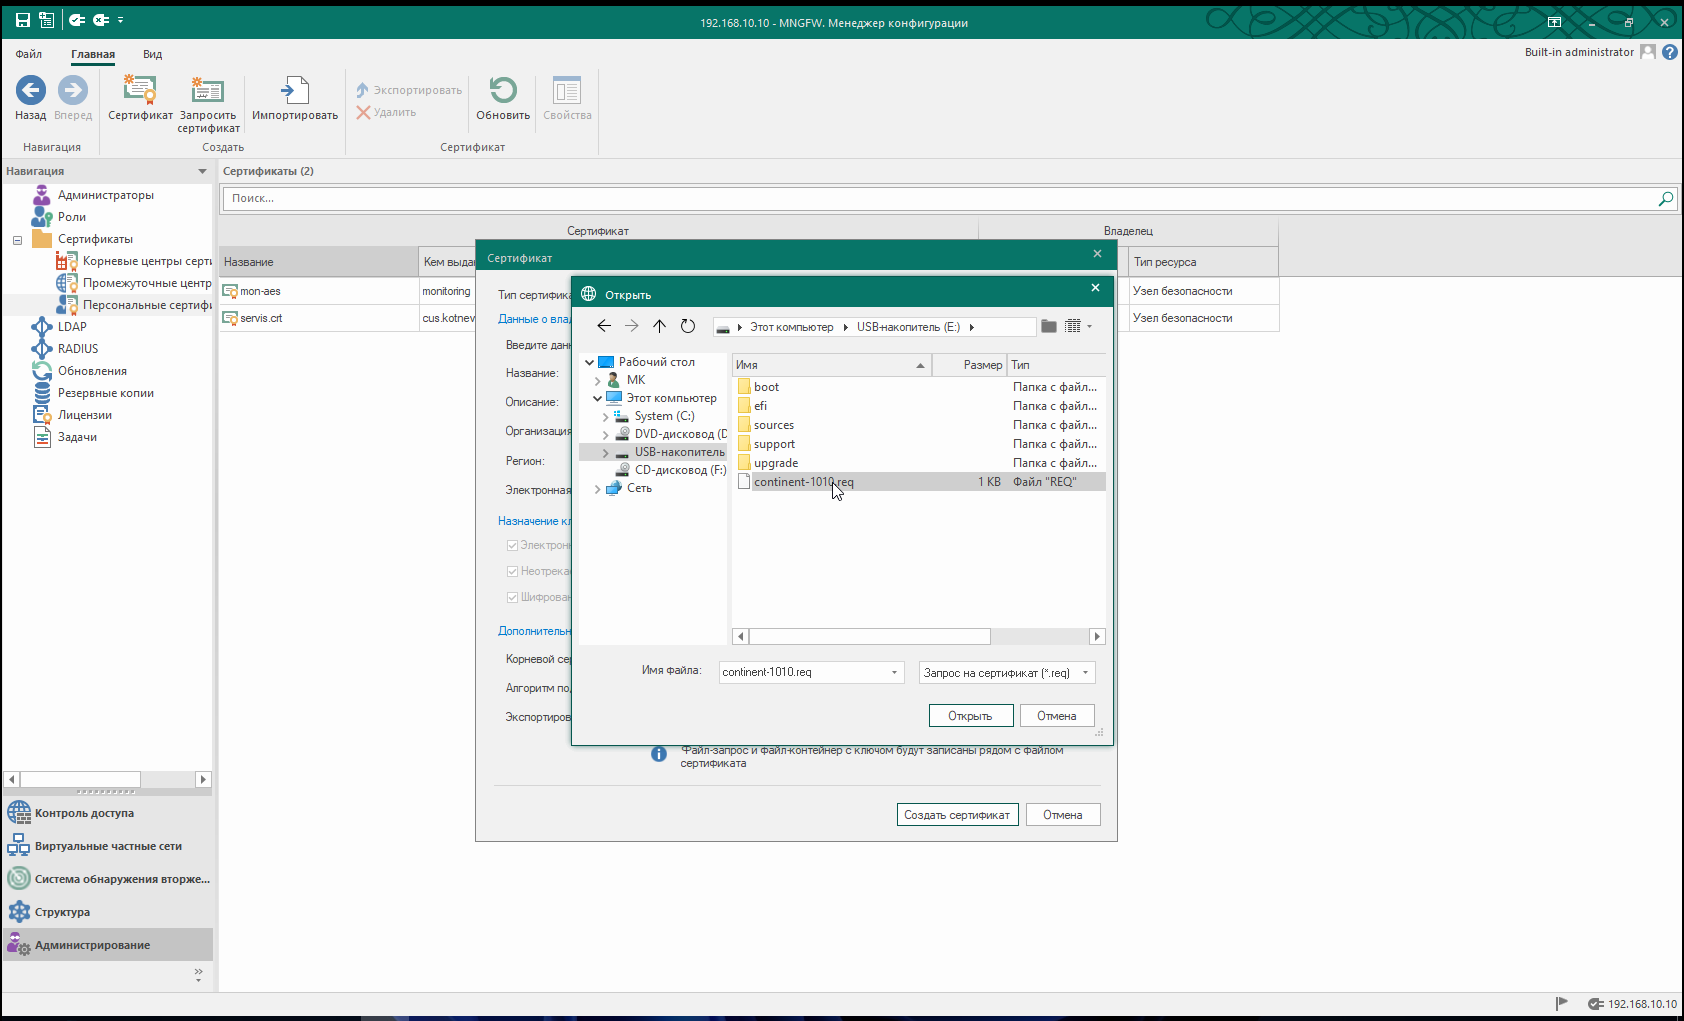 192.168.10.10 - MNGFW. Менеджер конфигурации
Файл
Главная
Вид
Built-in administrator
Назад
Вперед
Сертификат
Запросить
сертификат
Импортировать
Экспортировать
Удалить
Обновить
Свойства
Навигация
Создать
Сертификат
Навигация
Администраторы
Роли
Сертификаты
Корневые центры серти
Промежуточные центр
Персональные сертифи
LDAP
RADIUS
Обновления
Резервные копии
Лицензии
Задачи
Контроль доступа
Виртуальные частные сети
Система обнаружения вторже...
Структура
Администрирование
Сертификаты (2)
Поиск...
Сертификат
Владелец
Название
Кем выда
Тип ресурса
mon-aes
monitoring
Узел безопасности
servis.crt
cus.kotnev
Узел безопасности
Сертификат
Тип сертифика
Данные о влад
Введите данн
Название:
Описание:
Организация
Регион:
Электронная
Назначение кл
Электрон
Неотрека
Шифрован
Дополнительн
Корневой сер
Алгоритм под
Экспортиров
Файл-запрос и файл-контейнер с ключом будут записаны рядом с файлом
сертификата
Создать сертификат
Отмена
Открыть
Этот компьютер
USB-накопитель (E:)
Рабочий стол
МК
Этот компьютер
System (C:)
DVD-дисковод (D
USB-накопитель
CD-дисковод (F:)
Сеть
Имя
Размер
Тип
boot
Папка с файл...
efi
Папка с файл...
sources
Папка с файл...
support
Папка с файл...
upgrade
Папка с файл...
continent-1010.req
1 KB
Файл "REQ"
Имя файла:
continent-1010.req
Запрос на сертификат (*.req)
Открыть
Отмена
192.168.10.10